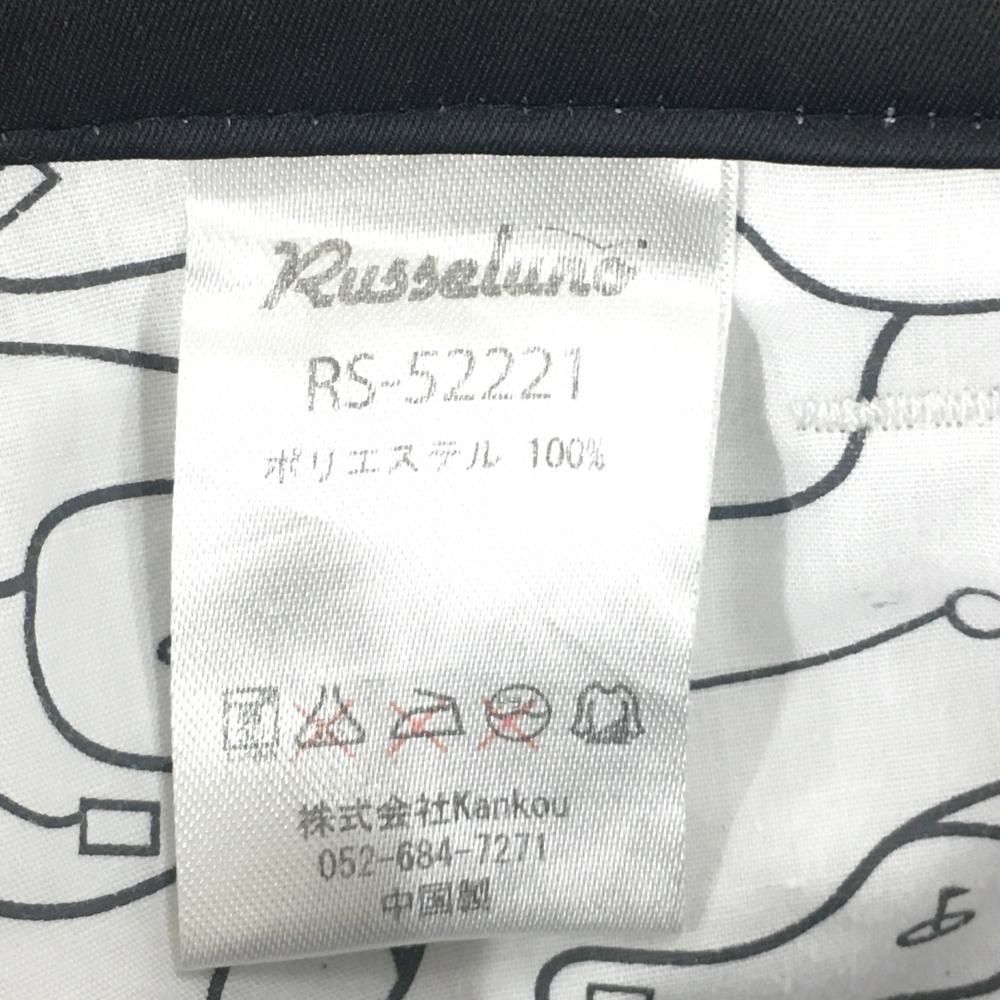 Russeluno
RS-52221
ポリエステル 100%
株式会社Kankou
052-684-7271
中国製